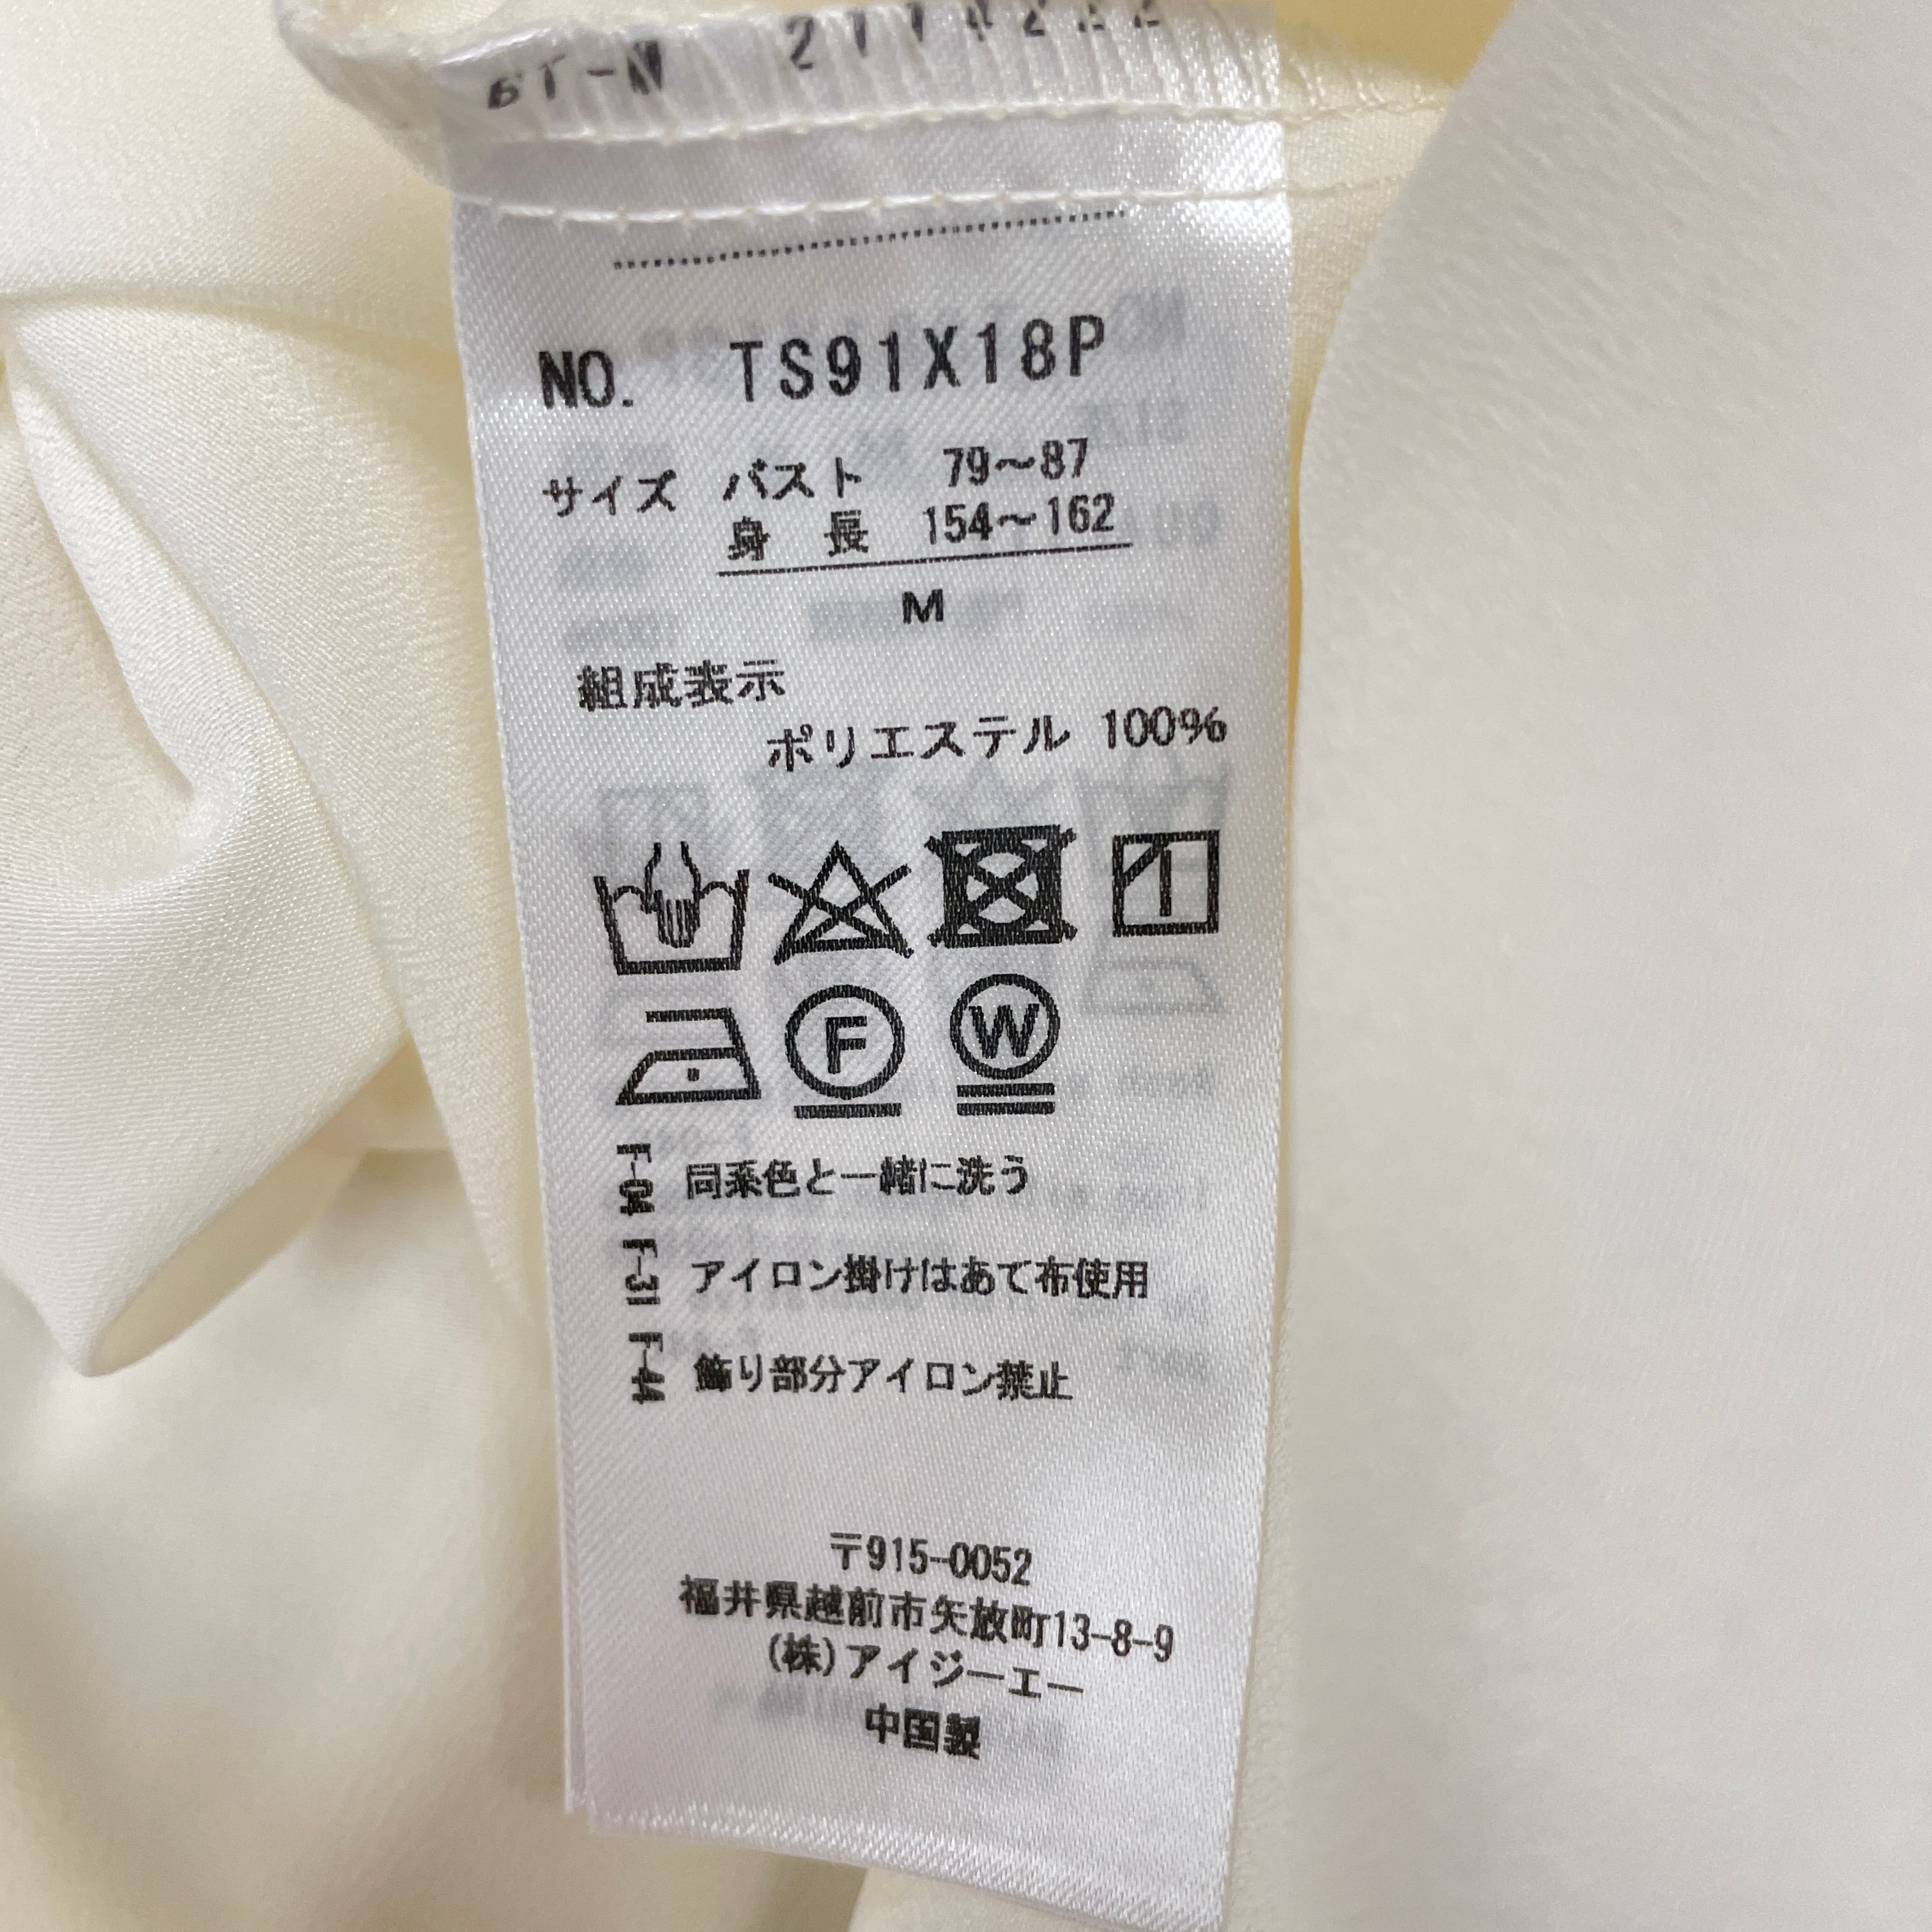 NO. TS91X18P
サイズ バスト 79～87
身 長 154～162
M
組成表示
ポリエステル 100%
F
W
F-04 同系色と一緒に洗う
F-31 アイロン掛けはあて布使用
F-44 飾り部分アイロン禁止
〒915-0052
福井県越前市矢放町13-8-9
(株)アイジーエー
中国製